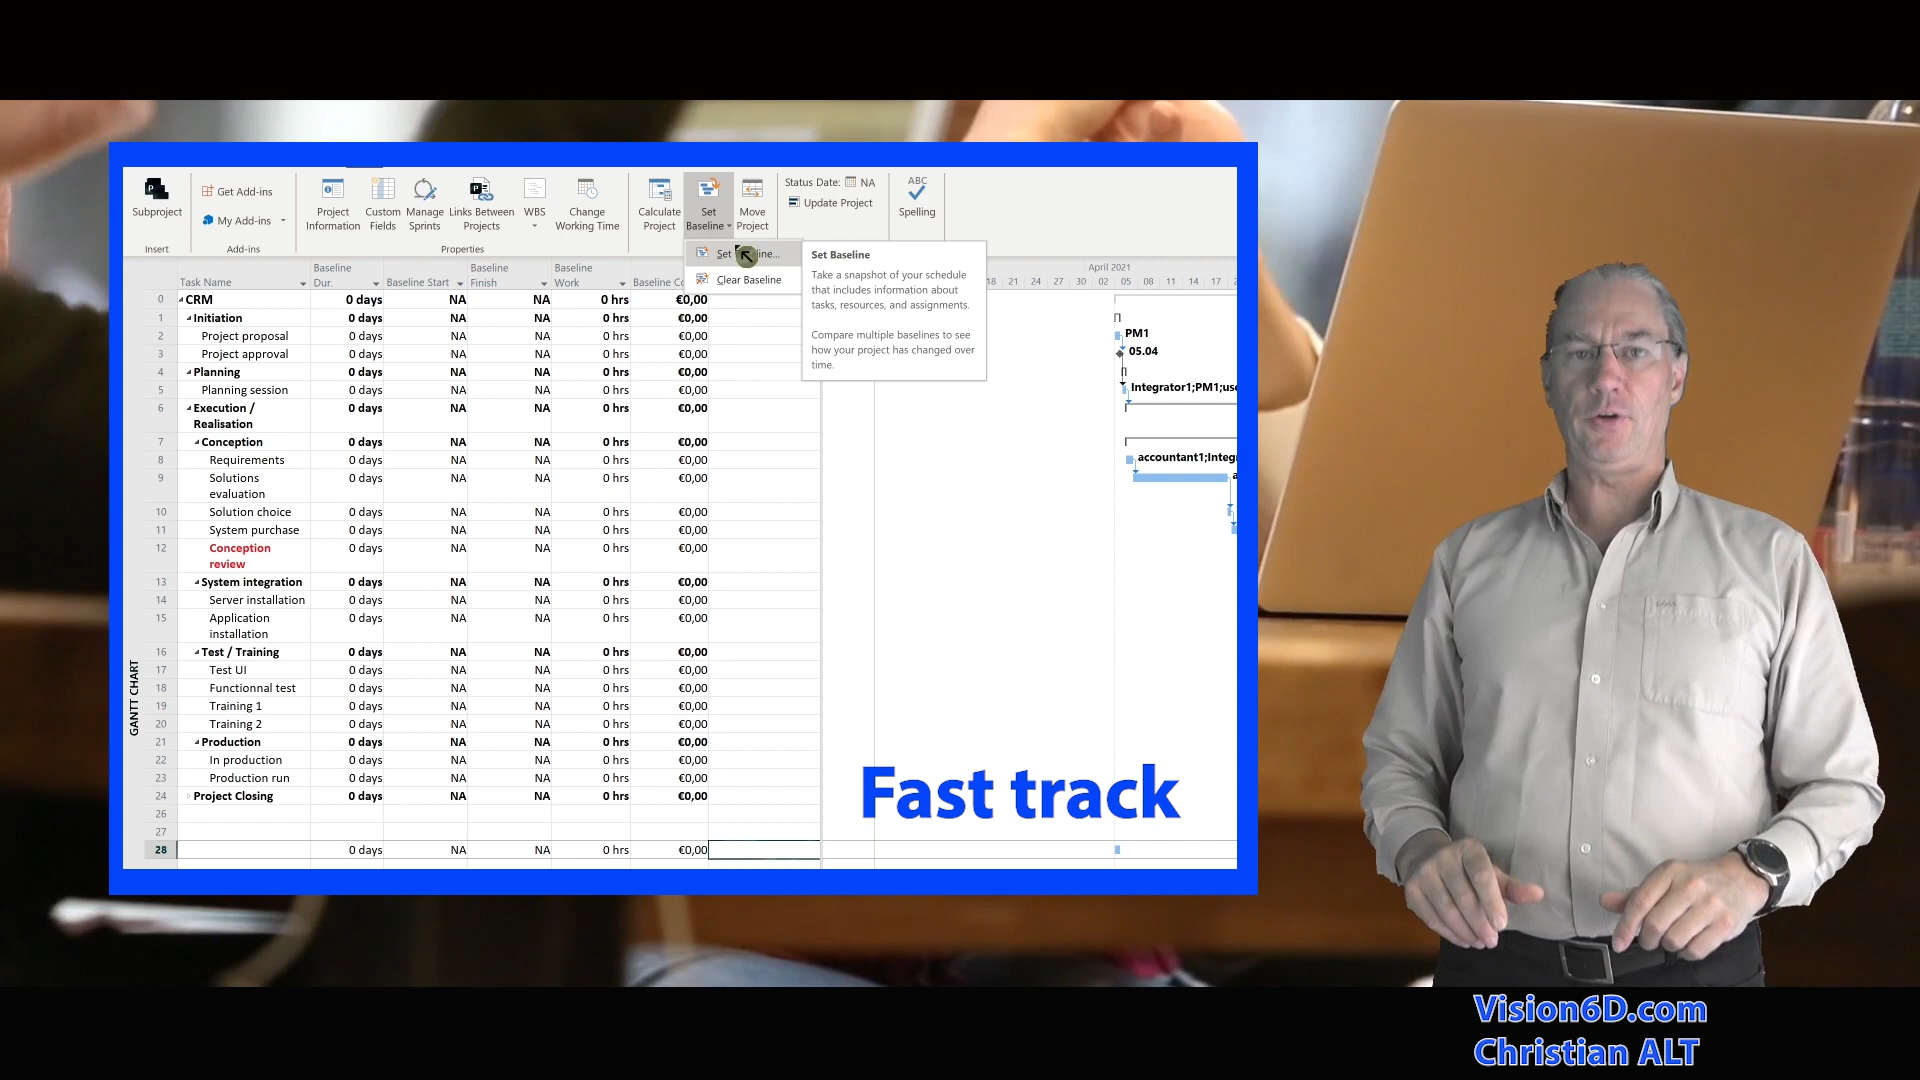 Subproject
Insert
Get Add-ins
My Add-ins
Add-ins
Project Information
Custom Fields
Manage Sprints
Links Between Projects
WBS
Change Working Time
Properties
Calculate Project
Set Baseline
Move Project
Status Date: NA
Update Project
ABC
Spelling
Set
Clear Baseline
Set Baseline
Take a snapshot of your schedule
that includes information about
tasks, resources, and assignments.
Compare multiple baselines to see
how your project has changed over
time.
Task Name Baseline Dur. Baseline Start Baseline Finish Baseline Work Baseline
0 CRM 0 days NA NA 0 hrs €0,00
1 Initiation 0 days NA NA 0 hrs €0,00
2 Project proposal 0 days NA NA 0 hrs €0,00
3 Project approval 0 days NA NA 0 hrs €0,00
4 Planning 0 days NA NA 0 hrs €0,00
5 Planning session 0 days NA NA 0 hrs €0,00
6 Execution / Realisation 0 days NA NA 0 hrs €0,00
7 Conception 0 days NA NA 0 hrs €0,00
8 Requirements 0 days NA NA 0 hrs €0,00
9 Solutions evaluation 0 days NA NA 0 hrs €0,00
10 Solution choice 0 days NA NA 0 hrs €0,00
11 System purchase 0 days NA NA 0 hrs €0,00
12 Conception review 0 days NA NA 0 hrs €0,00
13 System integration 0 days NA NA 0 hrs €0,00
14 Server installation 0 days NA NA 0 hrs €0,00
15 Application installation 0 days NA NA 0 hrs €0,00
16 Test / Training 0 days NA NA 0 hrs €0,00
17 Test UI 0 days NA NA 0 hrs €0,00
18 Functionnal test 0 days NA NA 0 hrs €0,00
19 Training 1 0 days NA NA 0 hrs €0,00
20 Training 2 0 days NA NA 0 hrs €0,00
21 Production 0 days NA NA 0 hrs €0,00
22 In production 0 days NA NA 0 hrs €0,00
23 Production run 0 days NA NA 0 hrs €0,00
24 Project Closing 0 days NA NA 0 hrs €0,00
26
27
28 0 days NA NA 0 hrs €0,00
GANTT CHART
April 2021
18 21 24 27 30 02 05 08 11 14 17 2
PM1
05.04
Integrator1;PM1;use
accountant1;Integ
a
Fast track
Vision6D.com
Christian ALT